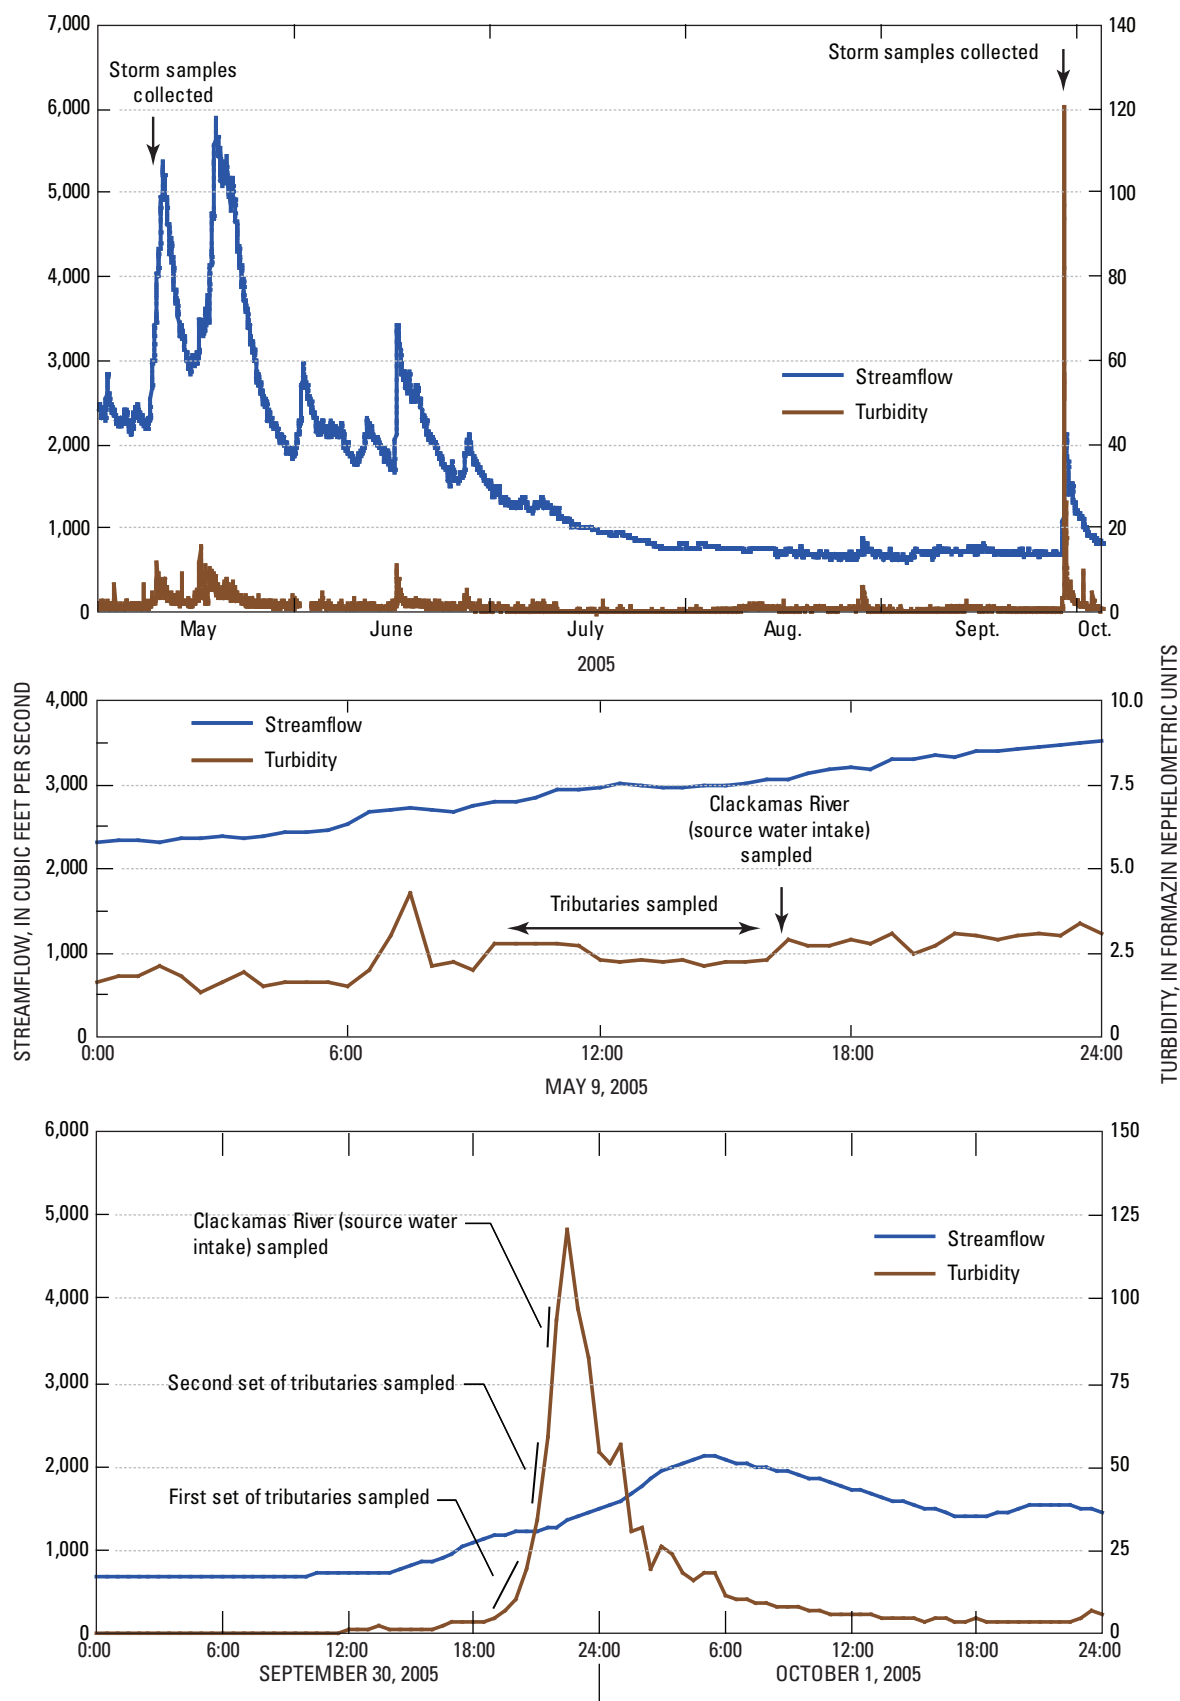 7,000
6,000
5,000
4,000
3,000
2,000
1,000
0
140
120
100
80
60
40
20
0
Storm samples
collected
Storm samples collected
Streamflow
Turbidity
May
June
July
Aug.
Sept.
Oct.
2005
STREAMFLOW, IN CUBIC FEET PER SECOND
TURBIDITY, IN FORMAZIN NEPHELOMETRIC UNITS
4,000
3,000
2,000
1,000
0
10.0
7.5
5.0
2.5
0
Streamflow
Turbidity
Clackamas River
(source water intake)
sampled
Tributaries sampled
0:00
6:00
12:00
18:00
24:00
MAY 9, 2005
6,000
5,000
4,000
3,000
2,000
1,000
0
150
125
100
75
50
25
0
Clackamas River (source water
intake) sampled
Streamflow
Turbidity
Second set of tributaries sampled
First set of tributaries sampled
0:00
6:00
12:00
18:00
24:00
6:00
12:00
18:00
24:00
SEPTEMBER 30, 2005
OCTOBER 1, 2005